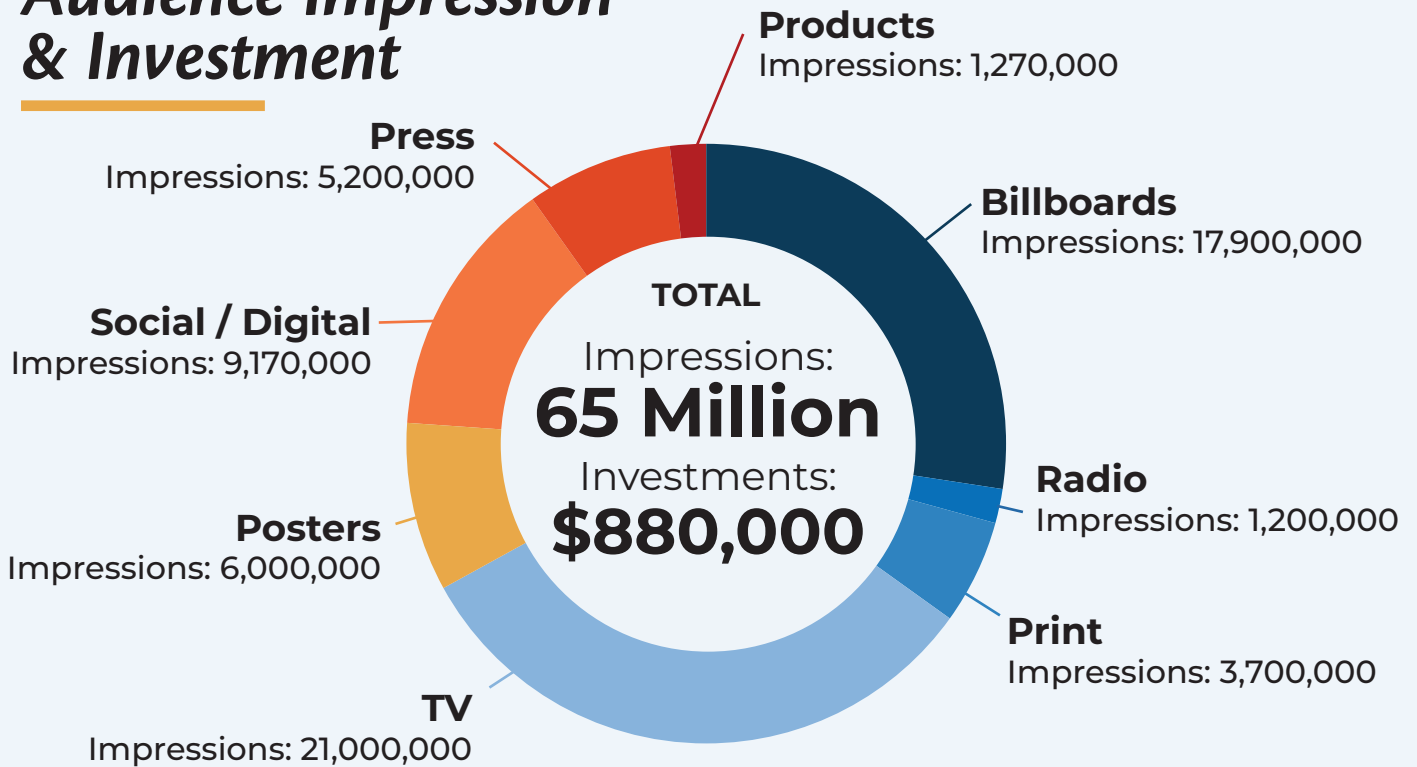 Audience Impression
& Investment
Products
Impressions: 1,270,000
Press
Impressions: 5,200,000
Billboards
Impressions: 17,900,000
TOTAL
Impressions:
65 Million
Investments:
$880,000
Social / Digital
Impressions: 9,170,000
Radio
Impressions: 1,200,000
Posters
Impressions: 6,000,000
Print
Impressions: 3,700,000
TV
Impressions: 21,000,000